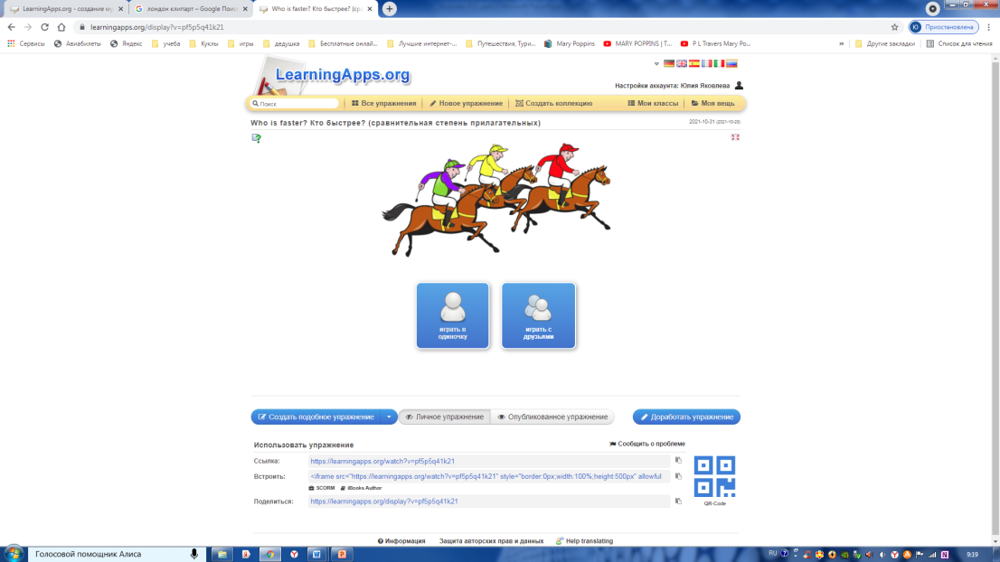 LearningApps.org - создание му
лондон клипарт – Google Поис
Who is faster? Кто быстрее? (ср
learningapps.org/display?v=pf5p5q41k21
Ю Приостановлена
Сервисы Авиабилеты Яндекс учеба Куклы игры дедушка Бесплатные онлай... Лучшие интернет-... Путешествия, Тури... Mary Poppins MARY POPPINS | T... P L Travers Mary Po... » Другие закладки Список для чтения
LearningApps.org
Настройки аккаунта: Юлия Яковлева
Поиск Все упражнения Новое упражнение Создать коллекцию Мои классы Моя вещь
Who is faster? Кто быстрее? (сравнительная степень прилагательных) 2021-10-31
играть в
одиночку
играть с
друзьями
Создать подобное упражнение Личное упражнение Опубликованное упражнение Доработать упражнение
Использовать упражнение Сообщить о проблеме
Ссылка: https://learningapps.org/watch?v=pf5p5q41k21
Встроить: <iframe src="https://learningapps.org/watch?v=pf5p5q41k21" style="border:0px;width:100%;height:500px" allowful
SCORM iBooks Author
Поделиться: https://learningapps.org/display?v=pf5p5q41k21
QR-Code
Информация Защита авторских прав и данных Help translating
Голосовой помощник Алиса RU 9:19